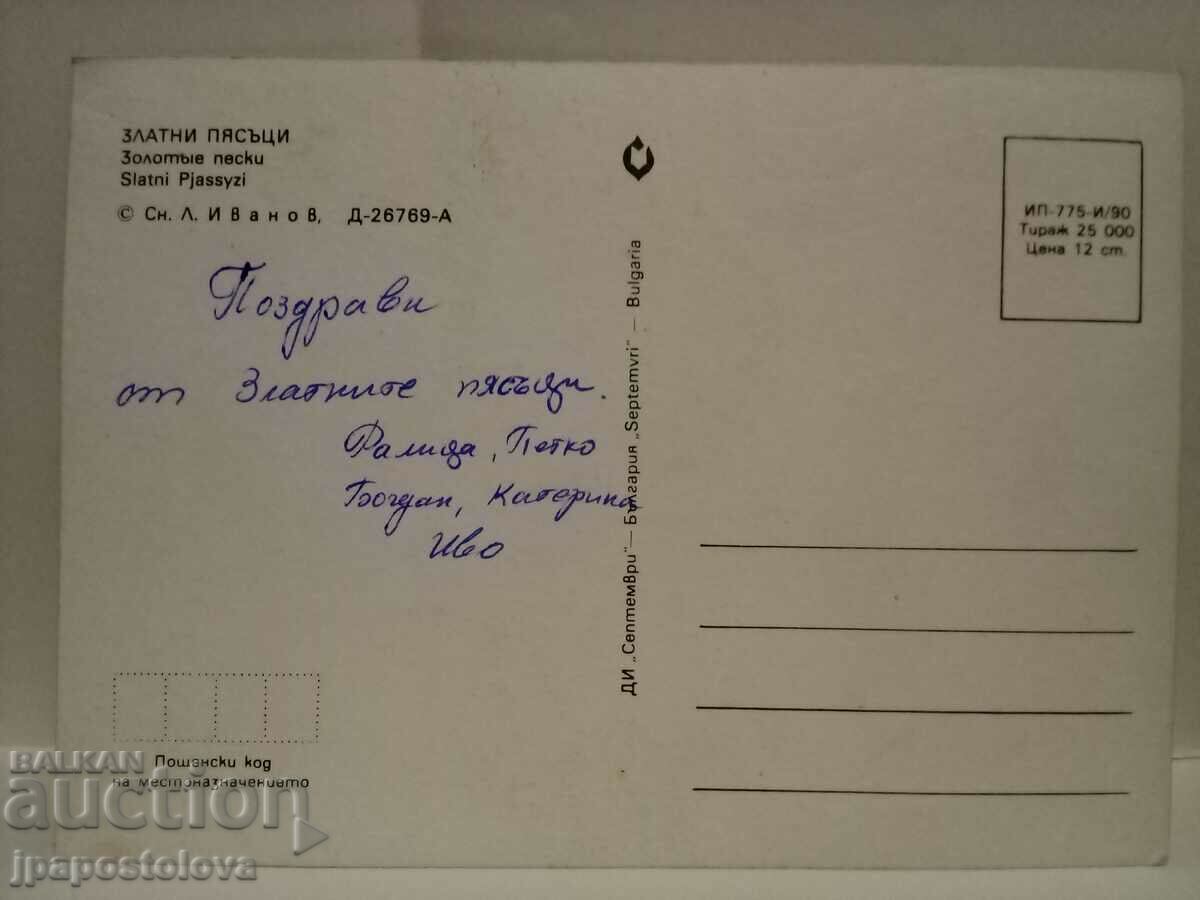 ЗЛАТНИ ПЯСЪЦИ
Золотые пески
Slatni Pjassyzi
© Сн. Л. Иванов, Д-26769-А
Поздрави
от Златните пясъци.
Ралица, Петко
Богдан, Катерина
Иво
Пощенски код
на местоназначението
ДИ „Септември" — България „Septemvri" — Bulgaria
ИП-775-И/90
Тираж 25 000
Цена 12 ст.
BALKAN
auction
jpapostolova